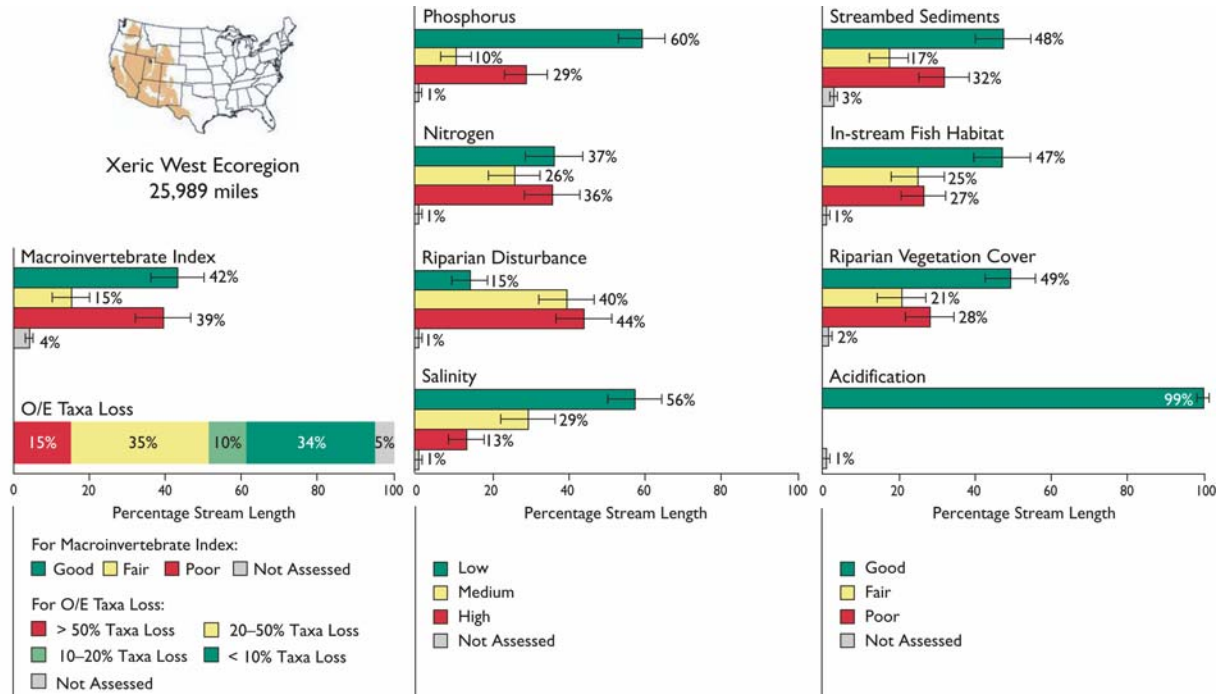 Xeric West Ecoregion
25,989 miles
Macroinvertebrate Index
42%
15%
39%
4%
O/E Taxa Loss
15% 35% 10% 34% 5%
0 20 40 60 80 100
Percentage Stream Length
For Macroinvertebrate Index:
Good Fair Poor Not Assessed
For O/E Taxa Loss:
> 50% Taxa Loss 20–50% Taxa Loss
10–20% Taxa Loss < 10% Taxa Loss
Not Assessed
Phosphorus
60%
10%
29%
1%
Nitrogen
37%
26%
36%
1%
Riparian Disturbance
15%
40%
44%
1%
Salinity
56%
29%
13%
1%
0 20 40 60 80 100
Percentage Stream Length
Low
Medium
High
Not Assessed
Streambed Sediments
48%
17%
32%
3%
In-stream Fish Habitat
47%
25%
27%
1%
Riparian Vegetation Cover
49%
21%
28%
2%
Acidification
99%
1%
0 20 40 60 80 100
Percentage Stream Length
Good
Fair
Poor
Not Assessed